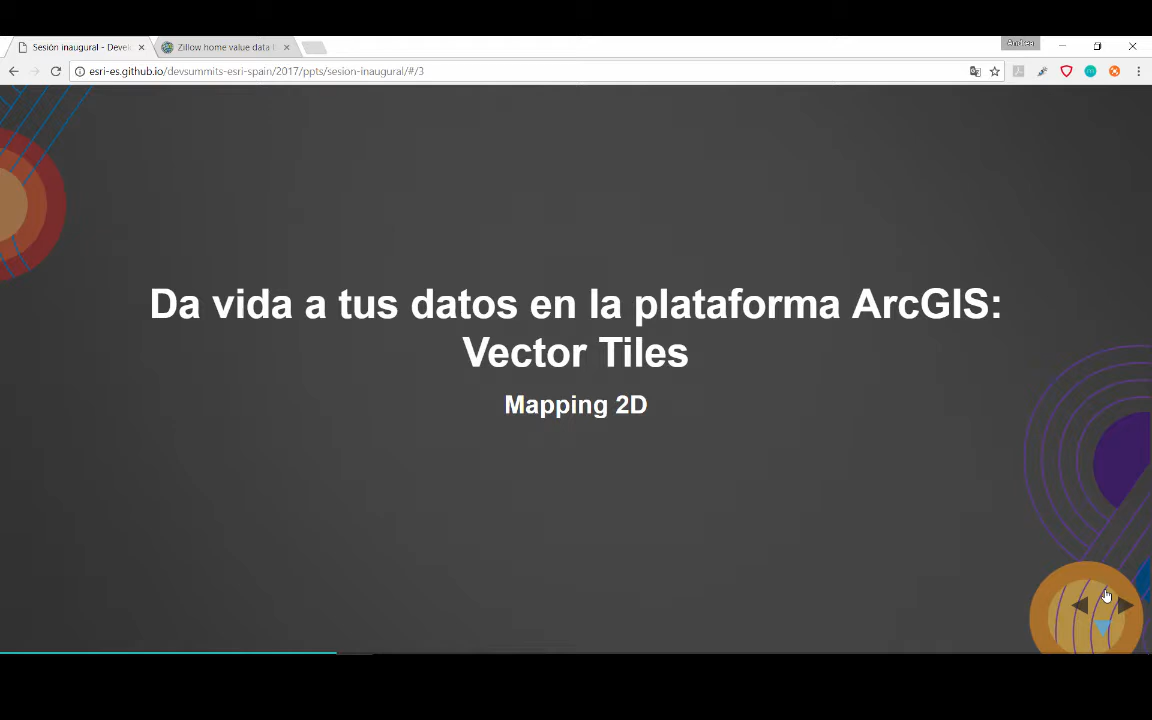 Sesión inaugural - Devel
Zillow home value data l
Andrea
esri-es.github.io/devsummits-esri-spain/2017/ppts/sesion-inaugural/#/3
Da vida a tus datos en la plataforma ArcGIS:
Vector Tiles
Mapping 2D